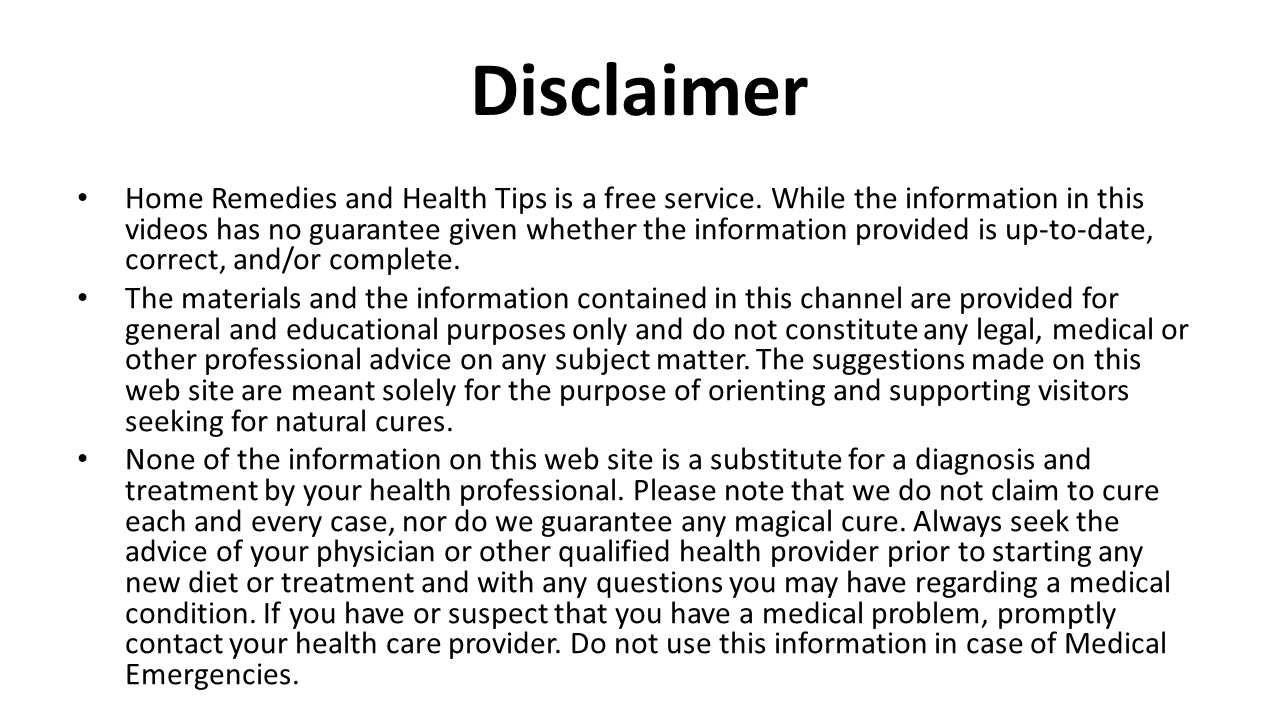 Disclaimer
• Home Remedies and Health Tips is a free service. While the information in this
videos has no guarantee given whether the information provided is up-to-date,
correct, and/or complete.
• The materials and the information contained in this channel are provided for
general and educational purposes only and do not constitute any legal, medical or
other professional advice on any subject matter. The suggestions made on this
web site are meant solely for the purpose of orienting and supporting visitors
seeking for natural cures.
• None of the information on this web site is a substitute for a diagnosis and
treatment by your health professional. Please note that we do not claim to cure
each and every case, nor do we guarantee any magical cure. Always seek the
advice of your physician or other qualified health provider prior to starting any
new diet or treatment and with any questions you may have regarding a medical
condition. If you have or suspect that you have a medical problem, promptly
contact your health care provider. Do not use this information in case of Medical
Emergencies.